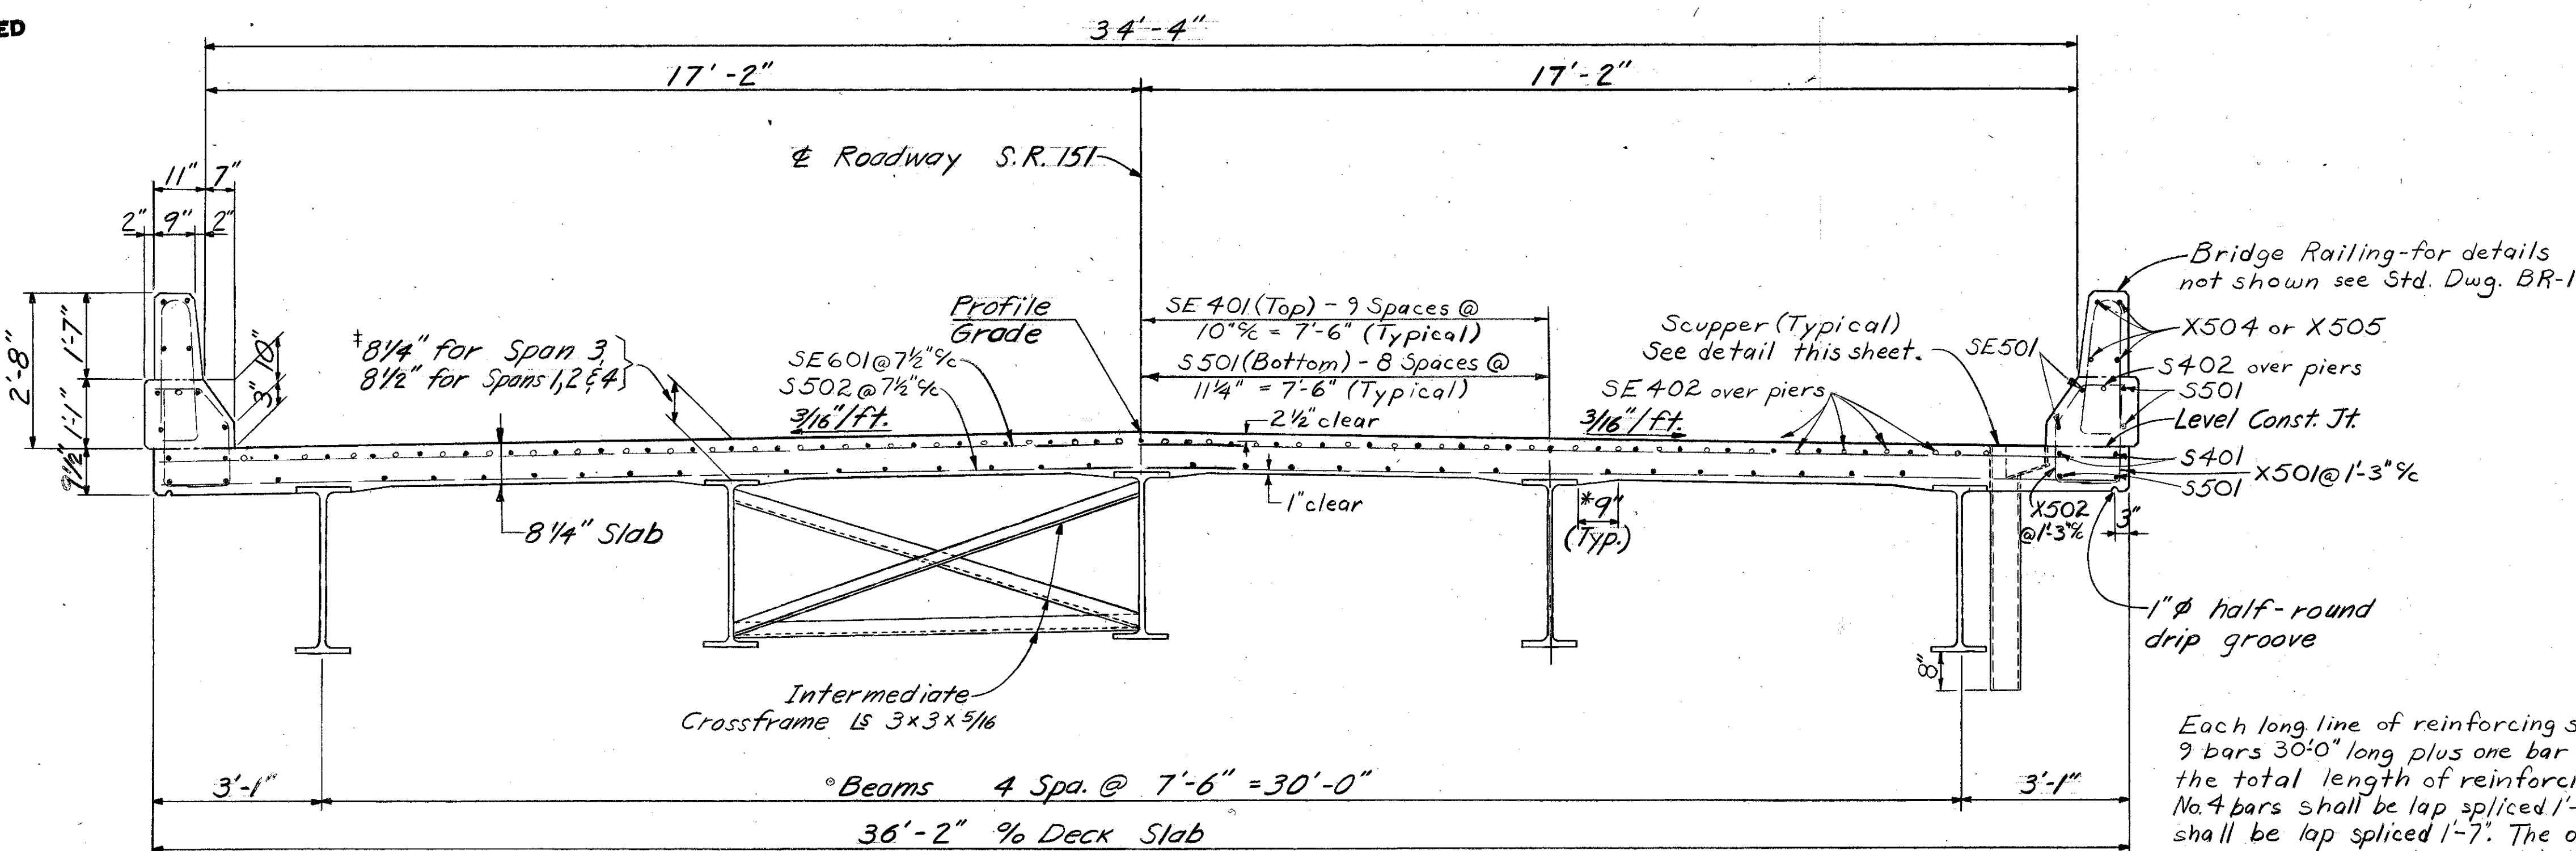 ED
34'-4"
17'-2"
17'-2"
℄ Roadway S.R. 151
11"
7"
2"
9"
2"
2'-8"
1'-7"
1'-1"
9½"
10"
3"
‡8¼" for Span 3,
8½" for Spans 1, 2 & 4
Profile
Grade
SE601@7½"c/c
S502@7½"c/c
3/16"/ft.
SE 401 (Top) - 9 Spaces @
10"c/c = 7'-6" (Typical)
S501 (Bottom) - 8 Spaces @
11¼" = 7'-6" (Typical)
2½" clear
1" clear
3/16"/ft.
Scupper (Typical)
See detail this sheet.
SE 402 over piers
SE501
Bridge Railing-for details
not shown see Std. Dwg. BR-1
X504 or X505
S402 over piers
S501
Level Const. Jt.
S401
X501@1'-3"c/c
S501
X502
@1'-3"c/c
3"
1"φ half-round
drip groove
8¼" Slab
*9"
(Typ.)
8"
Intermediate
Crossframe Ls 3x3x5/16
Each long line of reinforcing s
9 bars 30'-0" long plus one bar
the total length of reinforci
No. 4 bars shall be lap spliced 1'-
shall be lap spliced 1'-7". The o
3'-1"
°Beams 4 Spa. @ 7'-6" = 30'-0"
3'-1"
36'-2" o/o Deck Slab